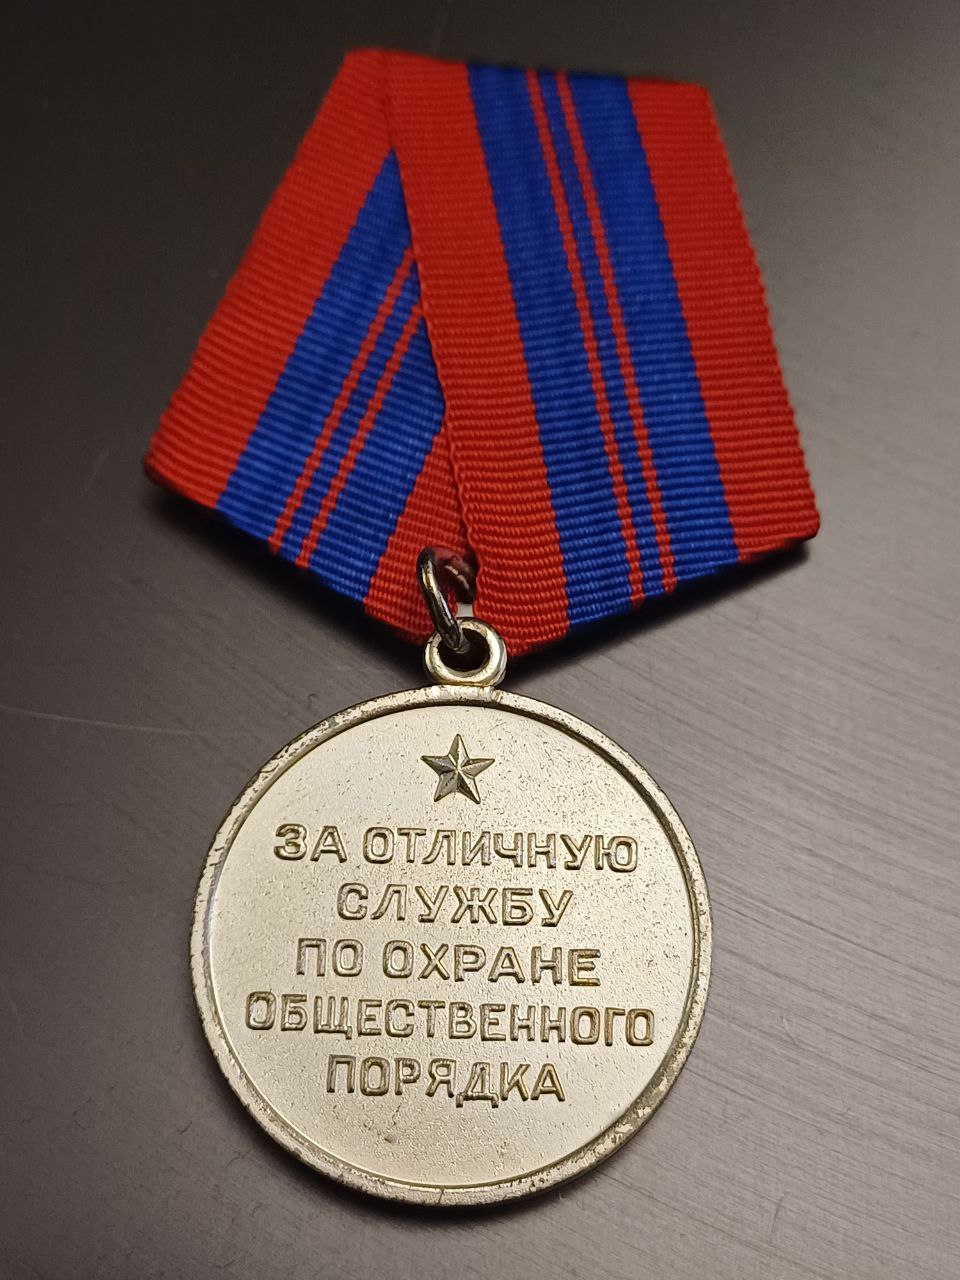 ЗА ОТЛИЧНУЮ
СЛУЖБУ
ПО ОХРАНЕ
ОБЩЕСТВЕННОГО
ПОРЯДКА